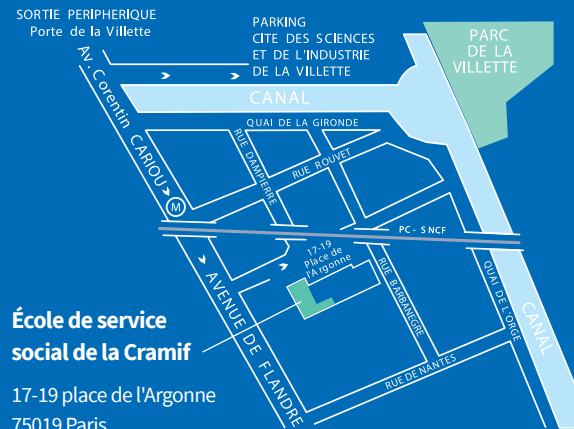 SORTIE PERIPHERIQUE
Porte de la Villette
PARKING
CITE DES SCIENCES
ET DE L'INDUSTRIE
DE LA VILLETTE
PARC
DE LA
VILLETTE
Av. Corentin CARIOU
CANAL
QUAI DE LA GIRONDE
RUE DAMPIERRE
RUE ROUVET
M
PC- SNCF
17-19
Place de
l'Argonne
RUE BARBANEGRE
QUAI DE L'ORGE
CANAL
AVENUE DE FLANDRE
RUE DE NANTES
École de service
social de la Cramif
17-19 place de l'Argonne
75019 Paris